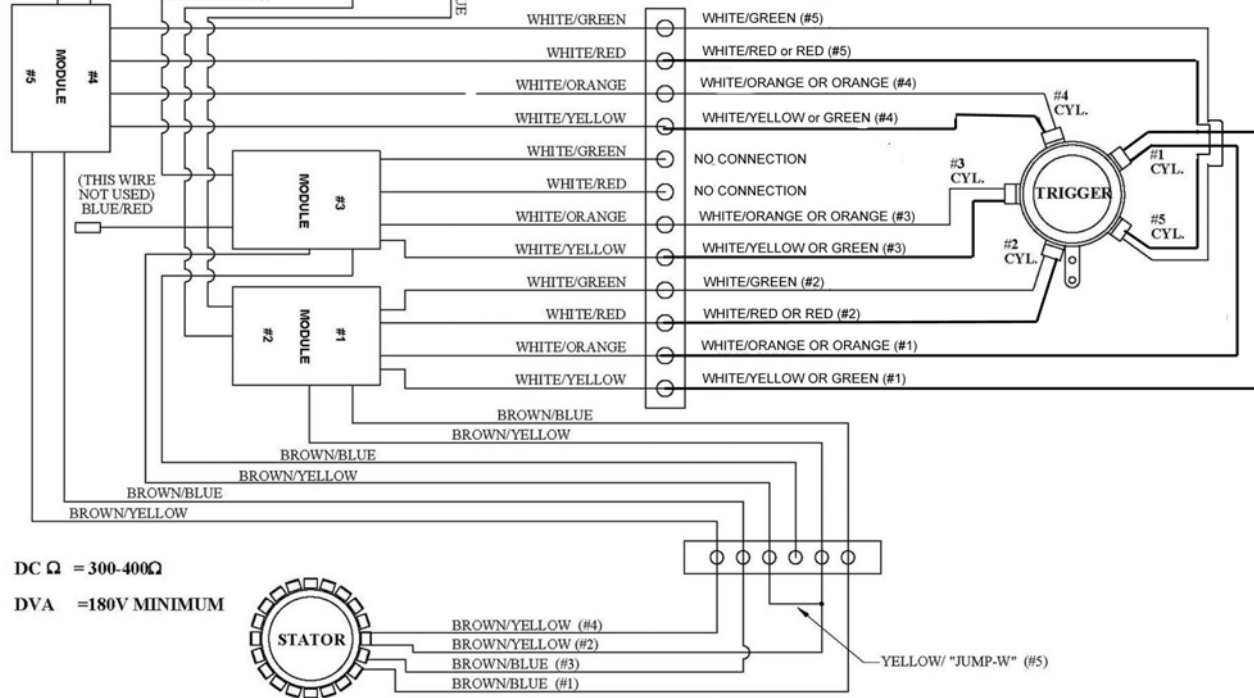 UE
WHITE/GREEN
WHITE/GREEN (#5)
WHITE/RED
WHITE/RED or RED (#5)
WHITE/ORANGE
WHITE/ORANGE OR ORANGE (#4)
WHITE/YELLOW
WHITE/YELLOW or GREEN (#4)
WHITE/GREEN
NO CONNECTION
WHITE/RED
NO CONNECTION
WHITE/ORANGE
WHITE/ORANGE OR ORANGE (#3)
WHITE/YELLOW
WHITE/YELLOW OR GREEN (#3)
WHITE/GREEN
WHITE/GREEN (#2)
WHITE/RED
WHITE/RED OR RED (#2)
WHITE/ORANGE
WHITE/ORANGE OR ORANGE (#1)
WHITE/YELLOW
WHITE/YELLOW OR GREEN (#1)
#4
MODULE
#5
#3
MODULE
#1
MODULE
#2
(THIS WIRE
NOT USED)
BLUE/RED
#4
CYL.
#1
CYL.
#3
CYL.
TRIGGER
#5
CYL.
#2
CYL.
BROWN/BLUE
BROWN/YELLOW
BROWN/BLUE
BROWN/YELLOW
BROWN/BLUE
BROWN/YELLOW
DC Ω = 300-400Ω
DVA =180V MINIMUM
STATOR
BROWN/YELLOW (#4)
BROWN/YELLOW (#2)
BROWN/BLUE (#3)
BROWN/BLUE (#1)
YELLOW/ "JUMP-W" (#5)